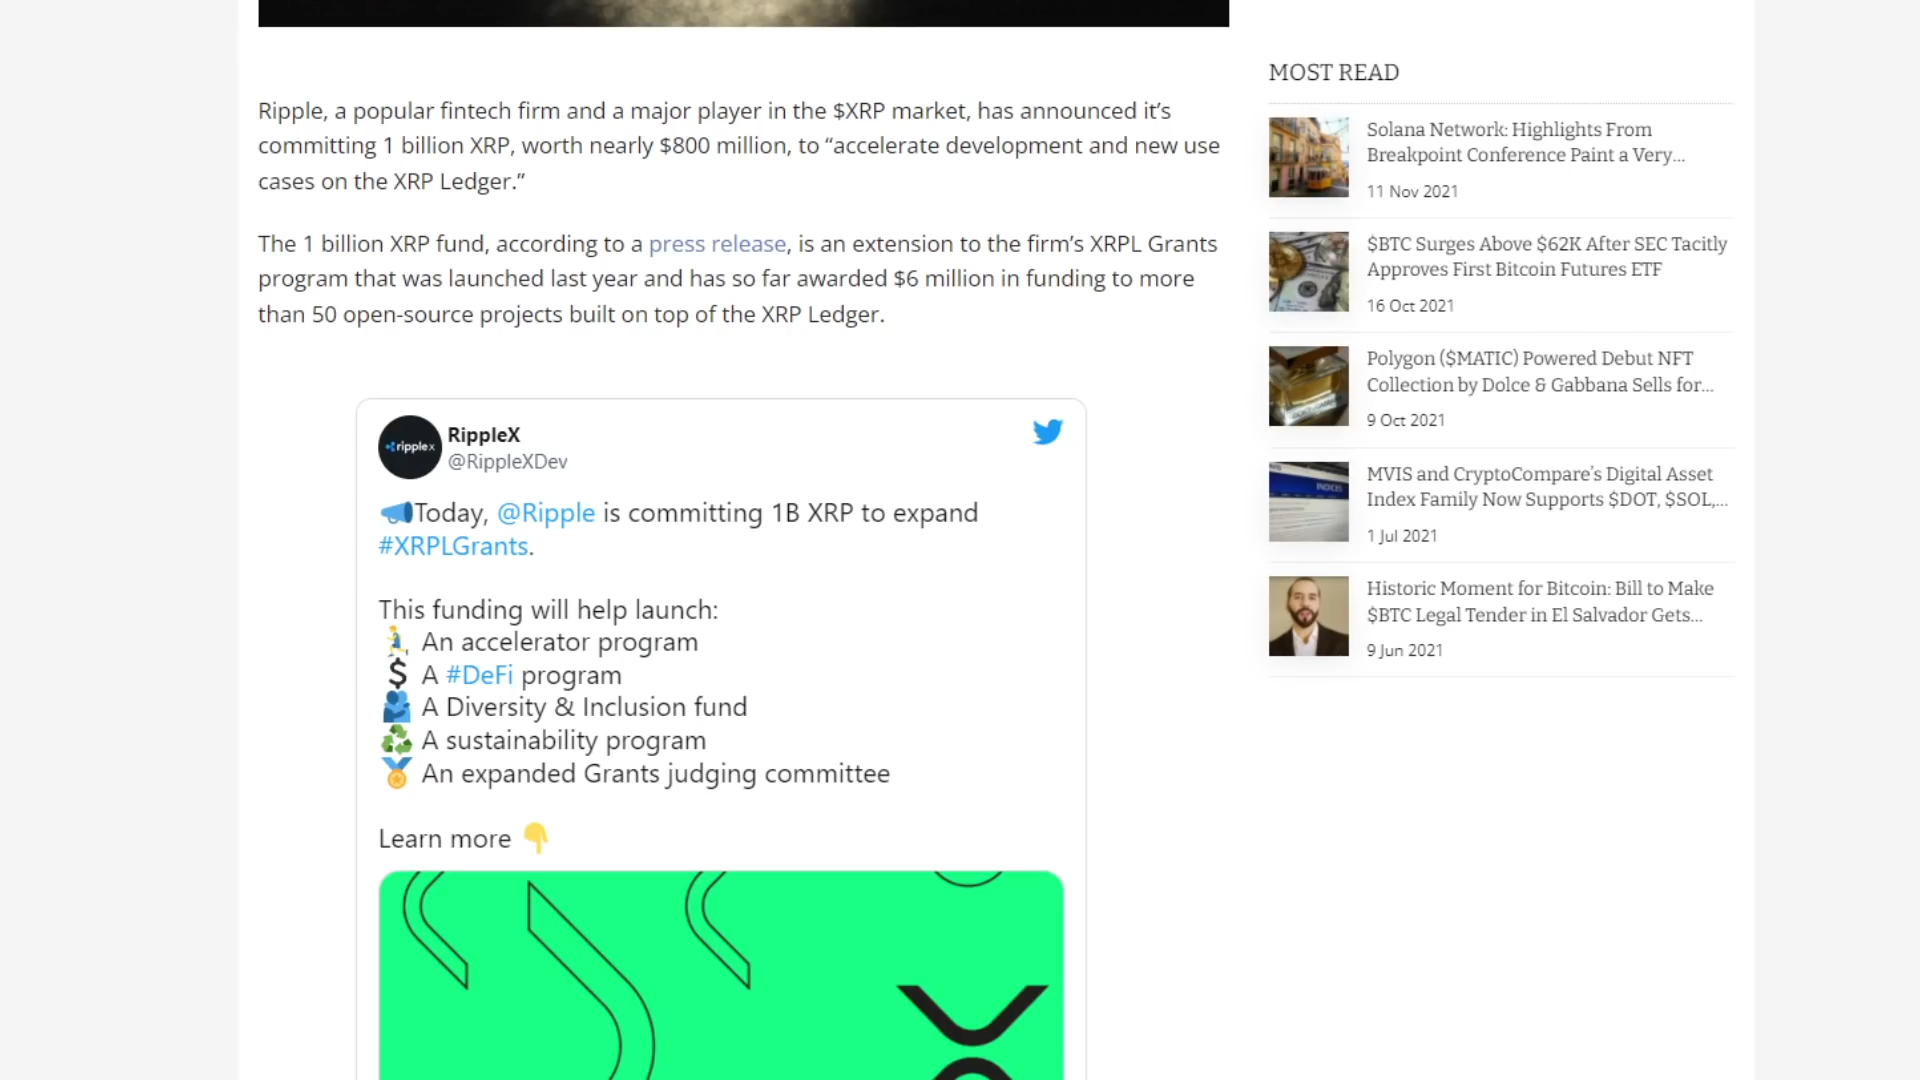 Ripple, a popular fintech firm and a major player in the $XRP market, has announced it’s
committing 1 billion XRP, worth nearly $800 million, to “accelerate development and new use
cases on the XRP Ledger.”
The 1 billion XRP fund, according to a press release, is an extension to the firm’s XRPL Grants
program that was launched last year and has so far awarded $6 million in funding to more
than 50 open-source projects built on top of the XRP Ledger.
ripplex
RippleX
@RippleXDev
Today, @Ripple is committing 1B XRP to expand
#XRPLGrants.
This funding will help launch:
An accelerator program
A #DeFi program
A Diversity & Inclusion fund
A sustainability program
An expanded Grants judging committee
Learn more
MOST READ
Solana Network: Highlights From
Breakpoint Conference Paint a Very...
11 Nov 2021
$BTC Surges Above $62K After SEC Tacitly
Approves First Bitcoin Futures ETF
16 Oct 2021
Polygon ($MATIC) Powered Debut NFT
Collection by Dolce & Gabbana Sells for...
9 Oct 2021
INDICES
MVIS and CryptoCompare’s Digital Asset
Index Family Now Supports $DOT, $SOL,...
1 Jul 2021
Historic Moment for Bitcoin: Bill to Make
$BTC Legal Tender in El Salvador Gets...
9 Jun 2021